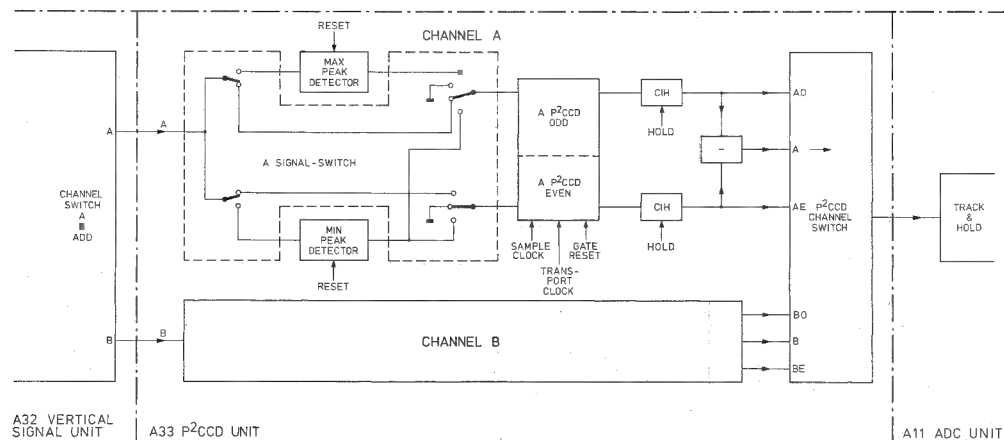 RESET
CHANNEL A
MAX
PEAK
DETECTOR
A
A
A SIGNAL-SWITCH
A P²CCD
ODD
A P²CCD
EVEN
CIH
HOLD
CIH
HOLD
-
AO
A
AE
P²CCD
CHANNEL
SWITCH
CHANNEL
SWITCH
A
B
ADD
MIN
PEAK
DETECTOR
RESET
SAMPLE
CLOCK
TRANS-
PORT
CLOCK
GATE
RESET
TRACK
&
HOLD
B
B
CHANNEL B
BO
B
BE
A32 VERTICAL
SIGNAL UNIT
A33 P²CCD UNIT
A11 ADC UNIT